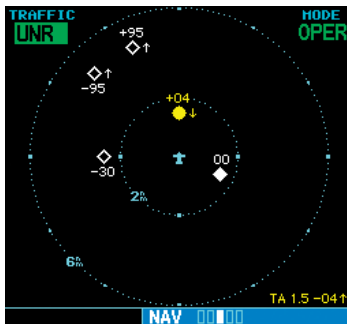 TRAFFIC
MODE
UNR
OPER
+95
↑
↑
-95
+04
↓
00
-30
2nm
6nm
TA 1.5 -04↑
NAV